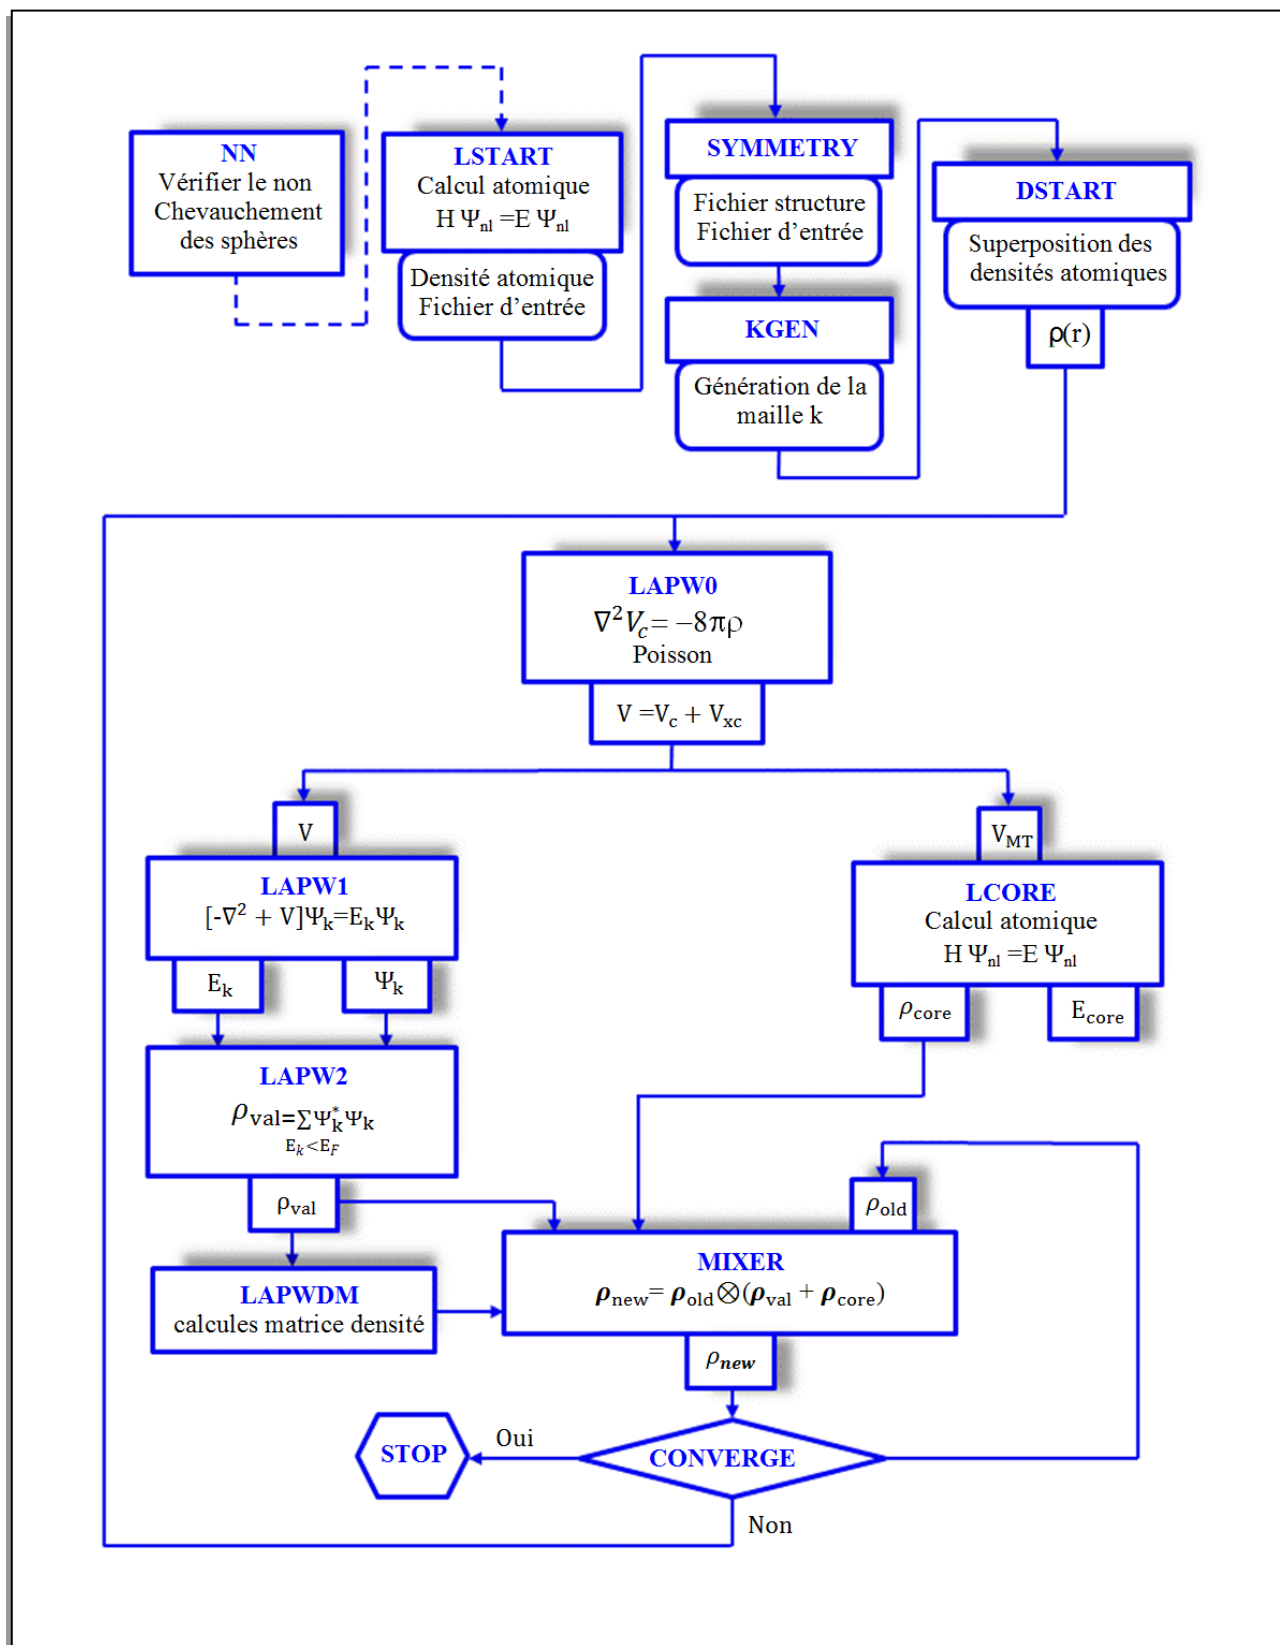 NN
Vérifier le non
Chevauchement
des sphères
LSTART
Calcul atomique
H Ψnl =E Ψnl
Densité atomique
Fichier d’entrée
SYMMETRY
Fichier structure
Fichier d’entrée
KGEN
Génération de la
maille k
DSTART
Superposition des
densités atomiques
ρ(r)
LAPW0
∇²Vc= −8πρ
Poisson
V =Vc + Vxc
V
LAPW1
[-∇² + V]Ψk=EkΨk
Ek
Ψk
VMT
LCORE
Calcul atomique
H Ψnl =E Ψnl
ρcore
Ecore
LAPW2
ρval=∑Ψk*Ψk
Ek<EF
ρval
LAPWDM
calcules matrice densité
ρold
MIXER
ρnew= ρold⊗(ρval + ρcore)
ρnew
STOP
Oui
CONVERGE
Non